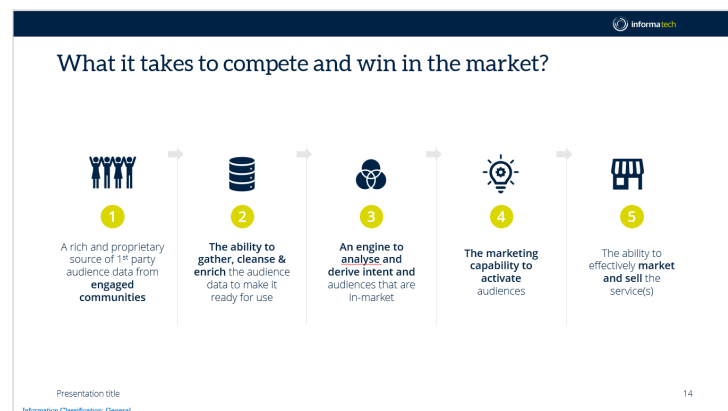 informatech
What it takes to compete and win in the market?
1
A rich and proprietary
source of 1st party
audience data from
engaged
communities
2
The ability to
gather, cleanse &
enrich the audience
data to make it
ready for use
3
An engine to
analyse and
derive intent and
audiences that are
in-market
4
The marketing
capability to
activate
audiences
5
The ability to
effectively market
and sell the
service(s)
Presentation title
14
Information Classification: General